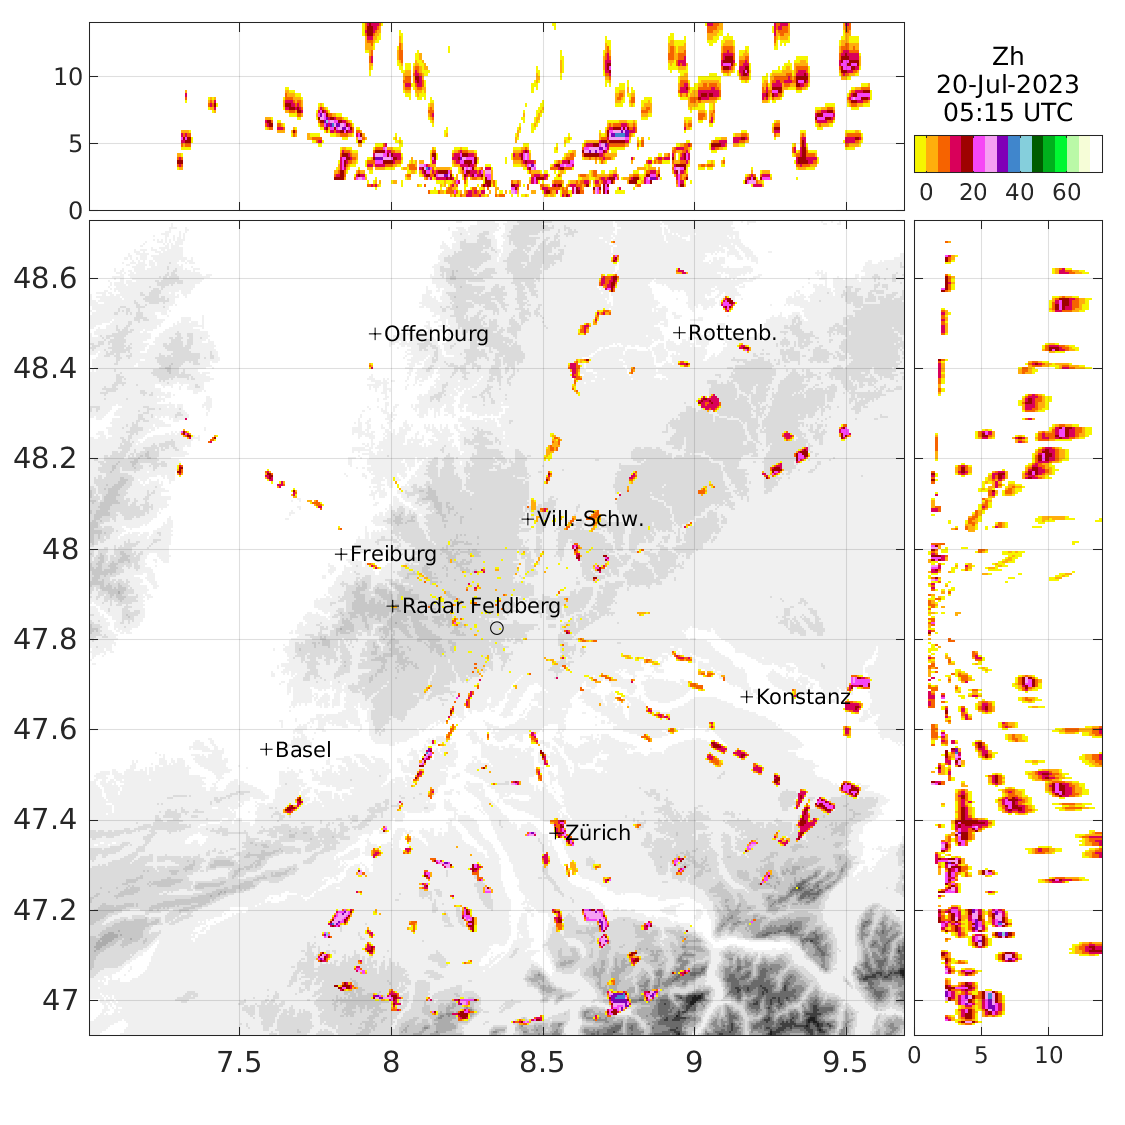 Zh
20-Jul-2023
05:15 UTC
0 20 40 60
10
5
0
48.6
48.4
48.2
48
47.8
47.6
47.4
47.2
47
+Offenburg
+Rottenb.
+Vill.-Schw.
+Freiburg
+Radar Feldberg
+Konstanz
+Basel
+Zürich
7.5 8 8.5 9 9.5
0 5 10